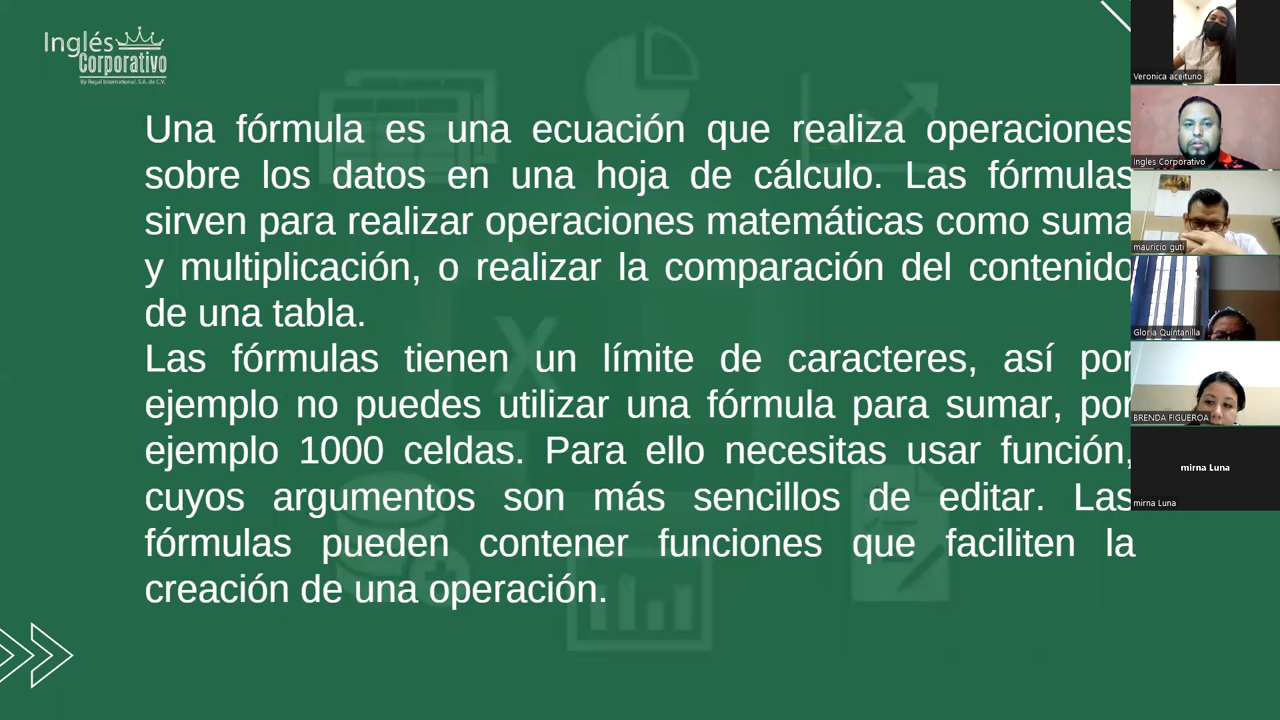 Inglés
Corporativo
By Regal International, S.A. de C.V.
Una fórmula es una ecuación que realiza operaciones
sobre los datos en una hoja de cálculo. Las fórmulas
sirven para realizar operaciones matemáticas como suma
y multiplicación, o realizar la comparación del contenido
de una tabla.
Las fórmulas tienen un límite de caracteres, así por
ejemplo no puedes utilizar una fórmula para sumar, por
ejemplo 1000 celdas. Para ello necesitas usar función,
cuyos argumentos son más sencillos de editar. Las
fórmulas pueden contener funciones que faciliten la
creación de una operación.
Veronica aceituno
Ingles Corporativo
mauricio guti
Gloria Quintanilla
BRENDA FIGUEROA
mirna Luna
mirna Luna